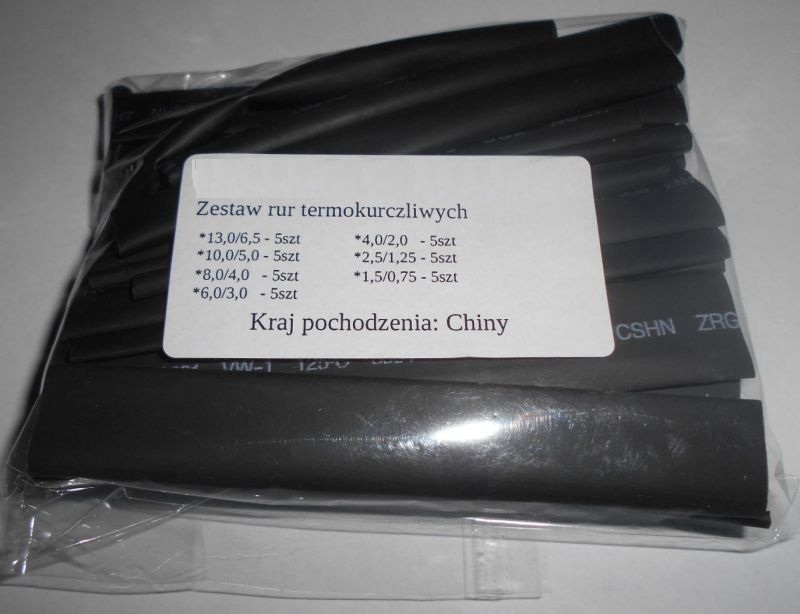 Zestaw rur termokurczliwych
*13,0/6,5 - 5szt *4,0/2,0 - 5szt
*10,0/5,0 - 5szt *2,5/1,25 - 5szt
*8,0/4,0 - 5szt *1,5/0,75 - 5szt
*6,0/3,0 - 5szt
Kraj pochodzenia: Chiny
CSHN ZRG
VW-1 125°C